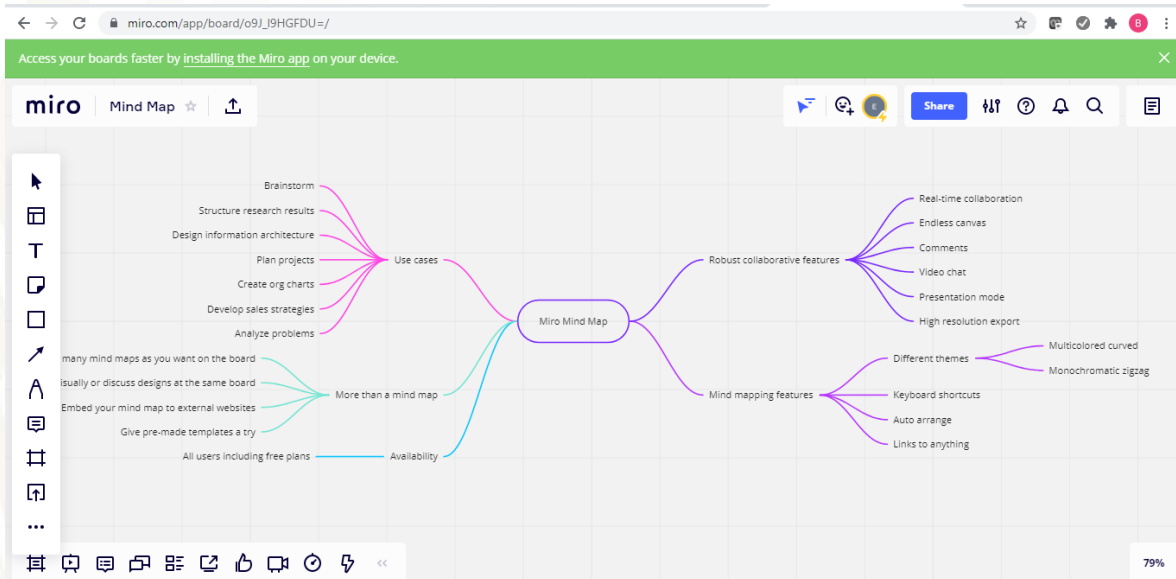 miro.com/app/board/o9J_l9HGFDU=/
B
Access your boards faster by installing the Miro app on your device.
miro
Mind Map
E
Share
Brainstorm
Structure research results
Design information architecture
Plan projects
Create org charts
Develop sales strategies
Analyze problems
Use cases
many mind maps as you want on the board
isually or discuss designs at the same board
Embed your mind map to external websites
Give pre-made templates a try
More than a mind map
All users including free plans
Availability
Miro Mind Map
Robust collaborative features
Real-time collaboration
Endless canvas
Comments
Video chat
Presentation mode
High resolution export
Mind mapping features
Different themes
Multicolored curved
Monochromatic zigzag
Keyboard shortcuts
Auto arrange
Links to anything
79%